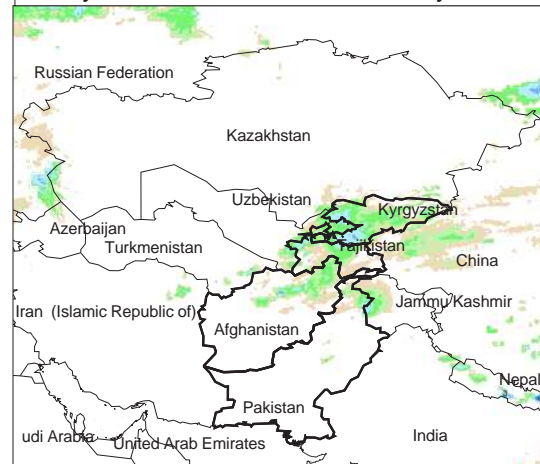 Russian Federation
Kazakhstan
Uzbekistan
Kyrgyzstan
Azerbaijan
Turkmenistan
Tajikistan
China
Iran (Islamic Republic of)
Jammu Kashmir
Afghanistan
Nepal
Pakistan
udi Arabia
United Arab Emirates
India